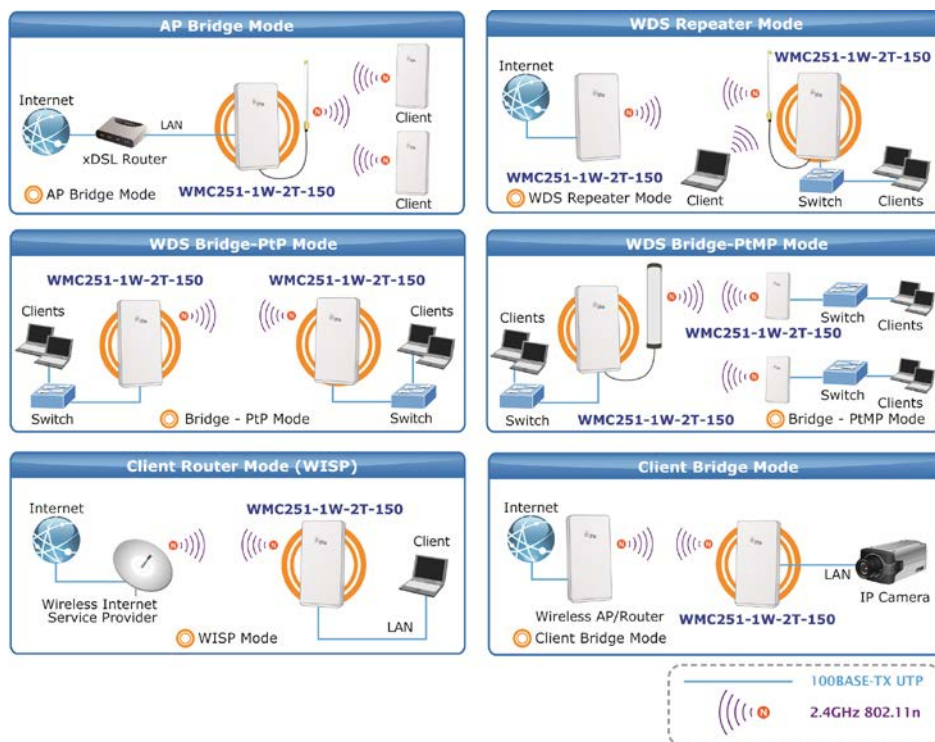 AP Bridge Mode
Internet
LAN
xDSL Router
WMC251-1W-2T-150
N
N
N
Client
Client
AP Bridge Mode
WDS Repeater Mode
WMC251-1W-2T-150
Internet
N
N
WMC251-1W-2T-150
WDS Repeater Mode
Client
Switch
Clients
WDS Bridge-PtP Mode
WMC251-1W-2T-150
WMC251-1W-2T-150
Clients
N
N
Clients
Switch
Switch
Bridge - PtP Mode
WDS Bridge-PtMP Mode
Clients
N
N
Switch
Clients
WMC251-1W-2T-150
N
Switch
Clients
Switch
WMC251-1W-2T-150
Bridge - PtMP Mode
Client Router Mode (WISP)
WMC251-1W-2T-150
Internet
N
N
Client
Wireless Internet
Service Provider
LAN
WISP Mode
Client Bridge Mode
Internet
N
N
LAN
IP Camera
Wireless AP/Router
WMC251-1W-2T-150
Client Bridge Mode
100BASE-TX UTP
N
2.4GHz 802.11n